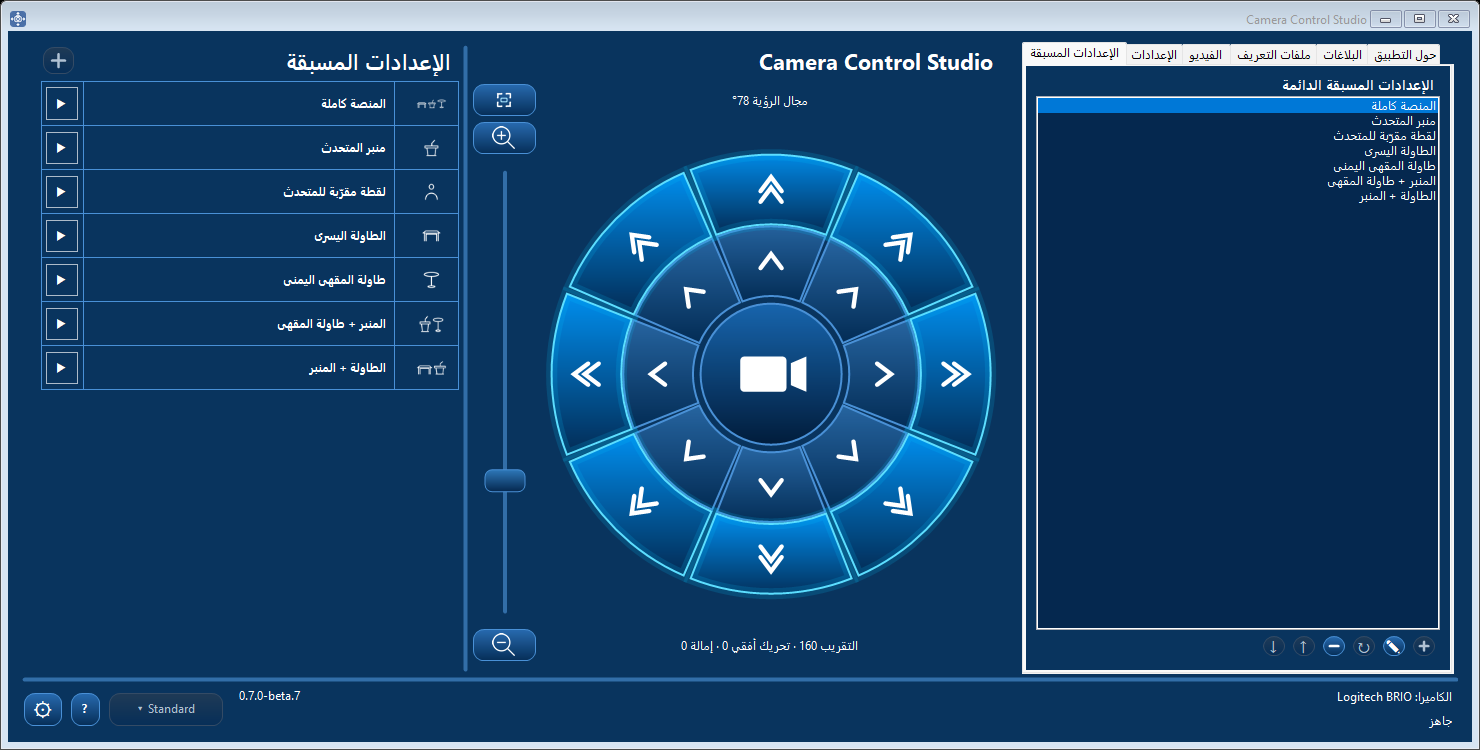 Camera Control Studio
حول التطبيق
البلاغات
ملفات التعريف
الفيديو
الإعدادات
الإعدادات المسبقة
الإعدادات المسبقة الدائمة
المنصة كاملة
منبر المتحدث
لقطة مقرّبة للمتحدث
الطاولة اليسرى
طاولة المقهى اليمنى
المنبر + طاولة المقهى
الطاولة + المنبر
Camera Control Studio
مجال الرؤية 78°
التقريب 160 · تحريك أفقي 0 · إمالة 0
الإعدادات المسبقة
المنصة كاملة
منبر المتحدث
لقطة مقرّبة للمتحدث
الطاولة اليسرى
طاولة المقهى اليمنى
المنبر + طاولة المقهى
الطاولة + المنبر
الكاميرا: Logitech BRIO
جاهز
?
Standard
0.7.0-beta.7